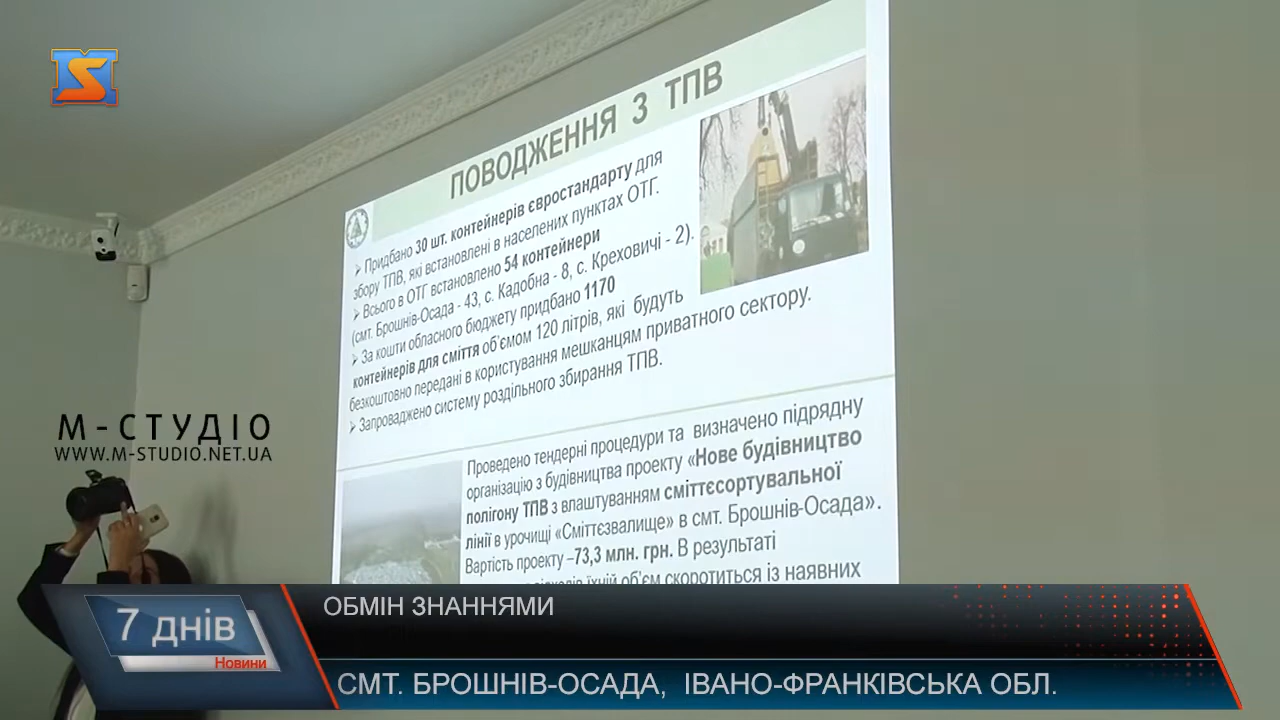 ПОВОДЖЕННЯ З ТПВ
➢ Придбано 30 шт. контейнерів євростандарту для
збору ТПВ, які встановлені в населених пунктах ОТГ.
➢ Всього в ОТГ встановлено 54 контейнери
(смт. Брошнів-Осада - 43, с. Кадобна - 8, с. Креховичі - 2).
➢ За кошти обласного бюджету придбано 1170
контейнерів для сміття об'ємом 120 літрів, які будуть
безкоштовно передані в користування мешканцям приватного сектору.
➢ Запроваджено систему роздільного збирання ТПВ.
Проведено тендерні процедури та визначено підрядну
організацію з будівництва проекту «Нове будівництво
полігону ТПВ з влаштуванням сміттєсортувальної
лінії в урочищі «Сміттєзвалище» в смт. Брошнів-Осада».
Вартість проекту –73,3 млн. грн. В результаті
їхній об'єм скоротиться із наявних
М-СТУДІО
WWW.M-STUDIO.NET.UA
7 днів
Новини
ОБМІН ЗНАННЯМИ
СМТ. БРОШНІВ-ОСАДА, ІВАНО-ФРАНКІВСЬКА ОБЛ.